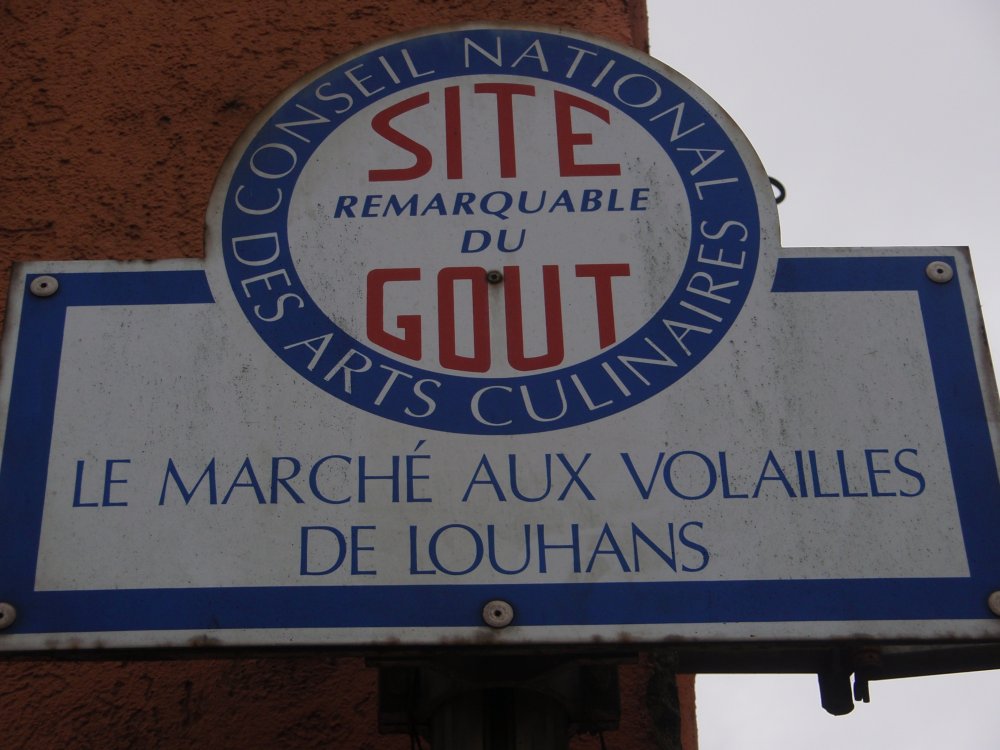 CONSEIL NATIONAL
DES ARTS CULINAIRES
SITE
REMARQUABLE
DU
GOUT
LE MARCHÉ AUX VOLAILLES
DE LOUHANS